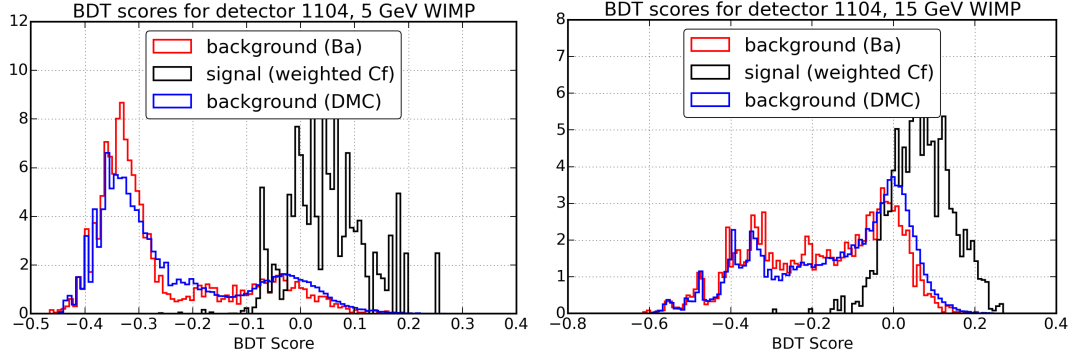 BDT scores for detector 1104, 5 GeV WIMP
12
10
8
6
4
2
0
background (Ba)
signal (weighted Cf)
background (DMC)
−0.5 −0.4 −0.3 −0.2 −0.1 0.0 0.1 0.2 0.3 0.4
BDT Score
BDT scores for detector 1104, 15 GeV WIMP
8
7
6
5
4
3
2
1
0
background (Ba)
signal (weighted Cf)
background (DMC)
−0.8 −0.6 −0.4 −0.2 0.0 0.2 0.4
BDT Score